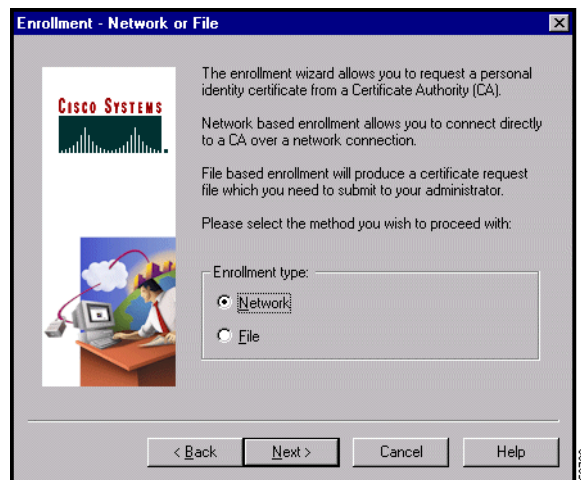 Enrollment - Network or File
CISCO SYSTEMS
The enrollment wizard allows you to request a personal
identity certificate from a Certificate Authority (CA).
Network based enrollment allows you to connect directly
to a CA over a network connection.
File based enrollment will produce a certificate request
file which you need to submit to your administrator.
Please select the method you wish to proceed with:
Enrollment type:
Network
File
< Back
Next >
Cancel
Help